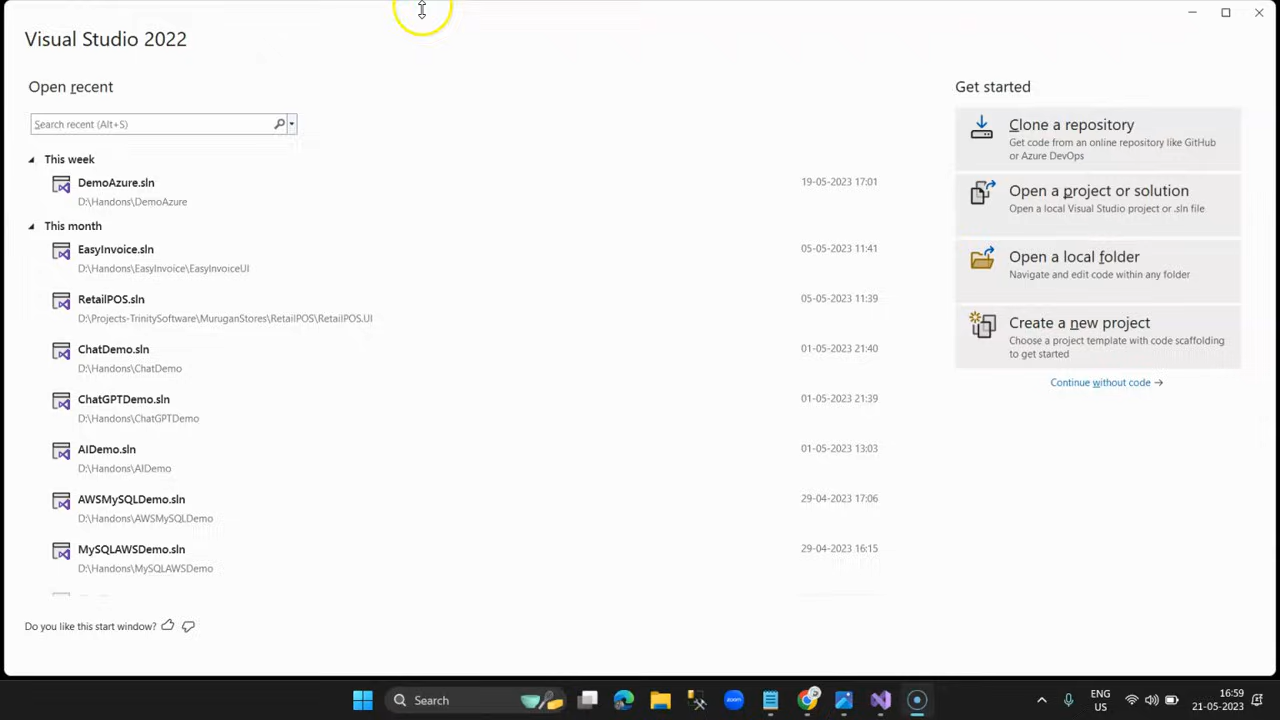 Visual Studio 2022
Open recent
Search recent (Alt+S)
This week
DemoAzure.sln
19-05-2023 17:01
D:\Handons\DemoAzure
This month
EasyInvoice.sln
05-05-2023 11:41
D:\Handons\EasyInvoice\EasyInvoiceUI
RetailPOS.sln
05-05-2023 11:39
D:\Projects-TrinitySoftware\MuruganStores\RetailPOS\RetailPOS.UI
ChatDemo.sln
01-05-2023 21:40
D:\Handons\ChatDemo
ChatGPTDemo.sln
01-05-2023 21:39
D:\Handons\ChatGPTDemo
AIDemo.sln
01-05-2023 13:03
D:\Handons\AIDemo
AWSMySQLDemo.sln
29-04-2023 17:06
D:\Handons\AWSMySQLDemo
MySQLAWSDemo.sln
29-04-2023 16:15
D:\Handons\MySQLAWSDemo
Do you like this start window?
Get started
Clone a repository
Get code from an online repository like GitHub
or Azure DevOps
Open a project or solution
Open a local Visual Studio project or .sln file
Open a local folder
Navigate and edit code within any folder
Create a new project
Choose a project template with code scaffolding
to get started
Continue without code →
Search
ENG
US
16:59
21-05-2023